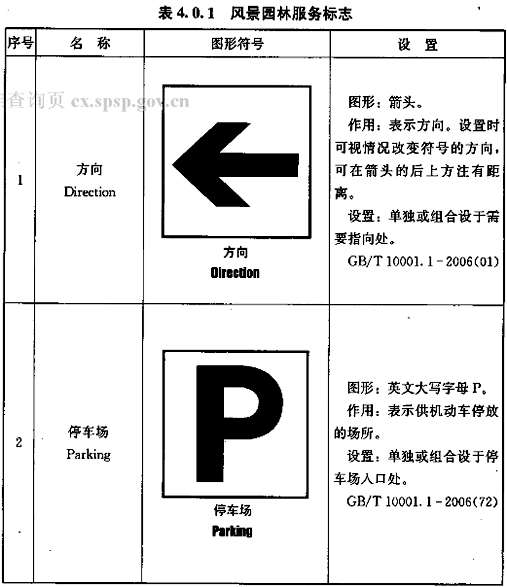 表4.0.1 风景园林服务标志
序号 名 称 图形符号 设 置
查询页 cx.spsp.gov.cn
1
方向
Direction
方向
Direction
图形：箭头。
作用：表示方向。设置时
可视情况改变符号的方向，
可在箭头的后上方注有距
离。
设置：单独或组合设于需
要指向处。
GB/T 10001.1-2006(01)
2
停车场
Parking
P
停车场
Parking
图形：英文大写字母P。
作用：表示供机动车停放
的场所。
设置：单独或组合设于停
车场入口处。
GB/T 10001.1-2006(72)